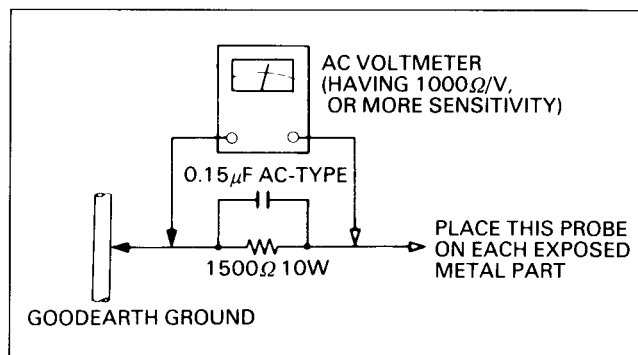 AC VOLTMETER
(HAVING 1000Ω/V,
OR MORE SENSITIVITY)
0.15μF AC-TYPE
PLACE THIS PROBE
ON EACH EXPOSED
METAL PART
1500Ω 10W
GOODEARTH GROUND